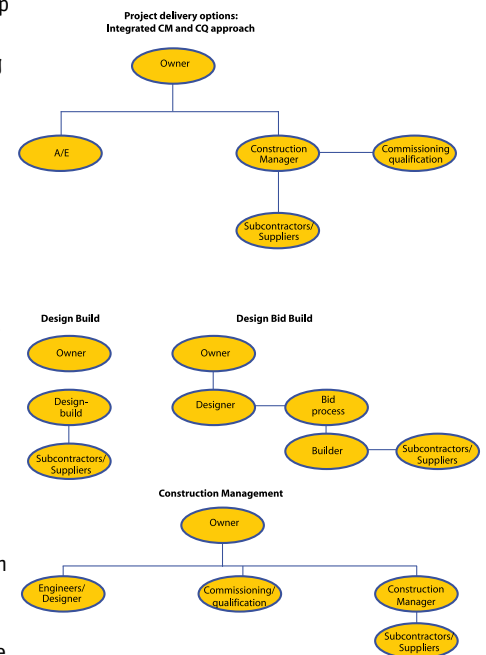 p
Project delivery options:
Integrated CM and CQ approach
Owner
A/E
Construction
Manager
Commissioning
qualification
Subcontractors/
Suppliers
Design Build
Owner
Design-
build
Subcontractors/
Suppliers
Design Bid Build
Owner
Designer
Bid
process
Builder
Subcontractors/
Suppliers
Construction Management
Owner
Engineers/
Designer
Commissioning/
qualification
Construction
Manager
Subcontractors/
Suppliers
e